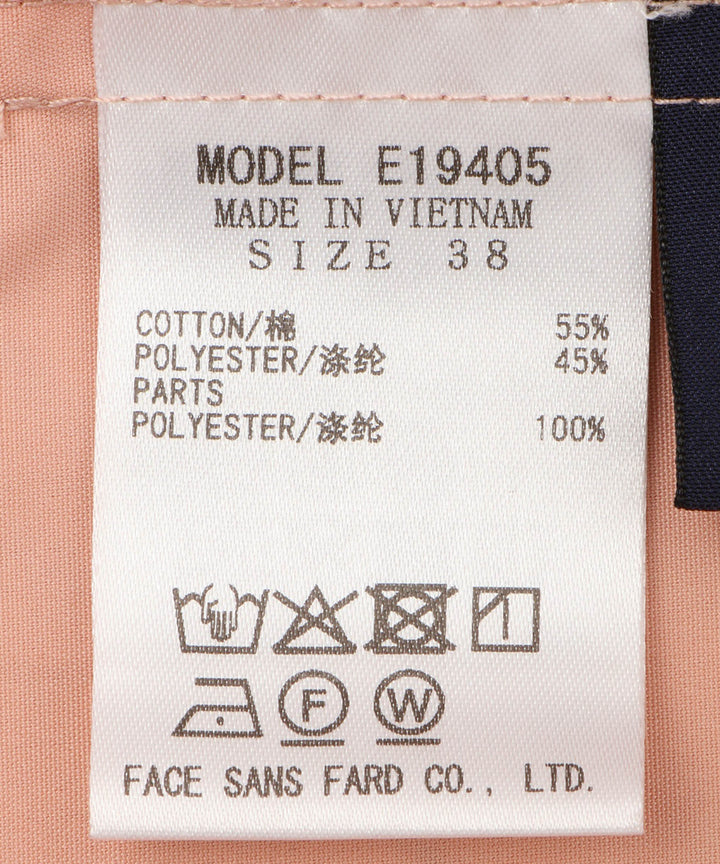 MODEL E19405
MADE IN VIETNAM
SIZE 38
COTTON/棉 55%
POLYESTER/涤纶 45%
PARTS
POLYESTER/涤纶 100%
F W
FACE SANS FARD CO., LTD.